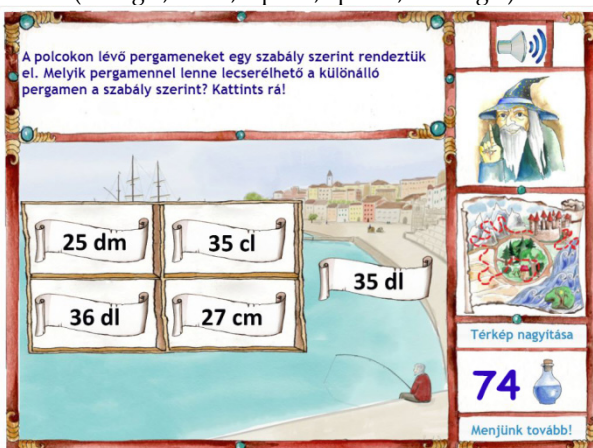 A polcokon lévő pergameneket egy szabály szerint rendeztük
el. Melyik pergamennel lenne lecserélhető a különálló
pergamen a szabály szerint? Kattints rá!
25 dm
35 cl
35 dl
36 dl
27 cm
Térkép nagyítása
74
Menjünk tovább!